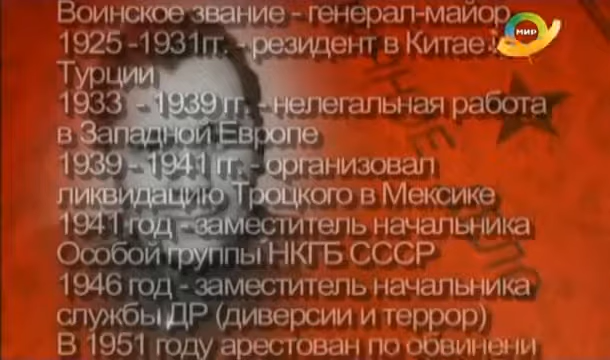 Воинское звание - генерал-майор
МИР
1925 -1931гг. - резидент в Китае и
Турции
1933 - 1939 гг. - нелегальная работа
в Западной Европе
1939 - 1941 гг. - организовал
ликвидацию Троцкого в Мексике
1941 год - заместитель начальника
Особой группы НКГБ СССР
1946 год - заместитель начальника
службы ДР (диверсии и террор)
В 1951 году арестован по обвинени
ДЕЛО